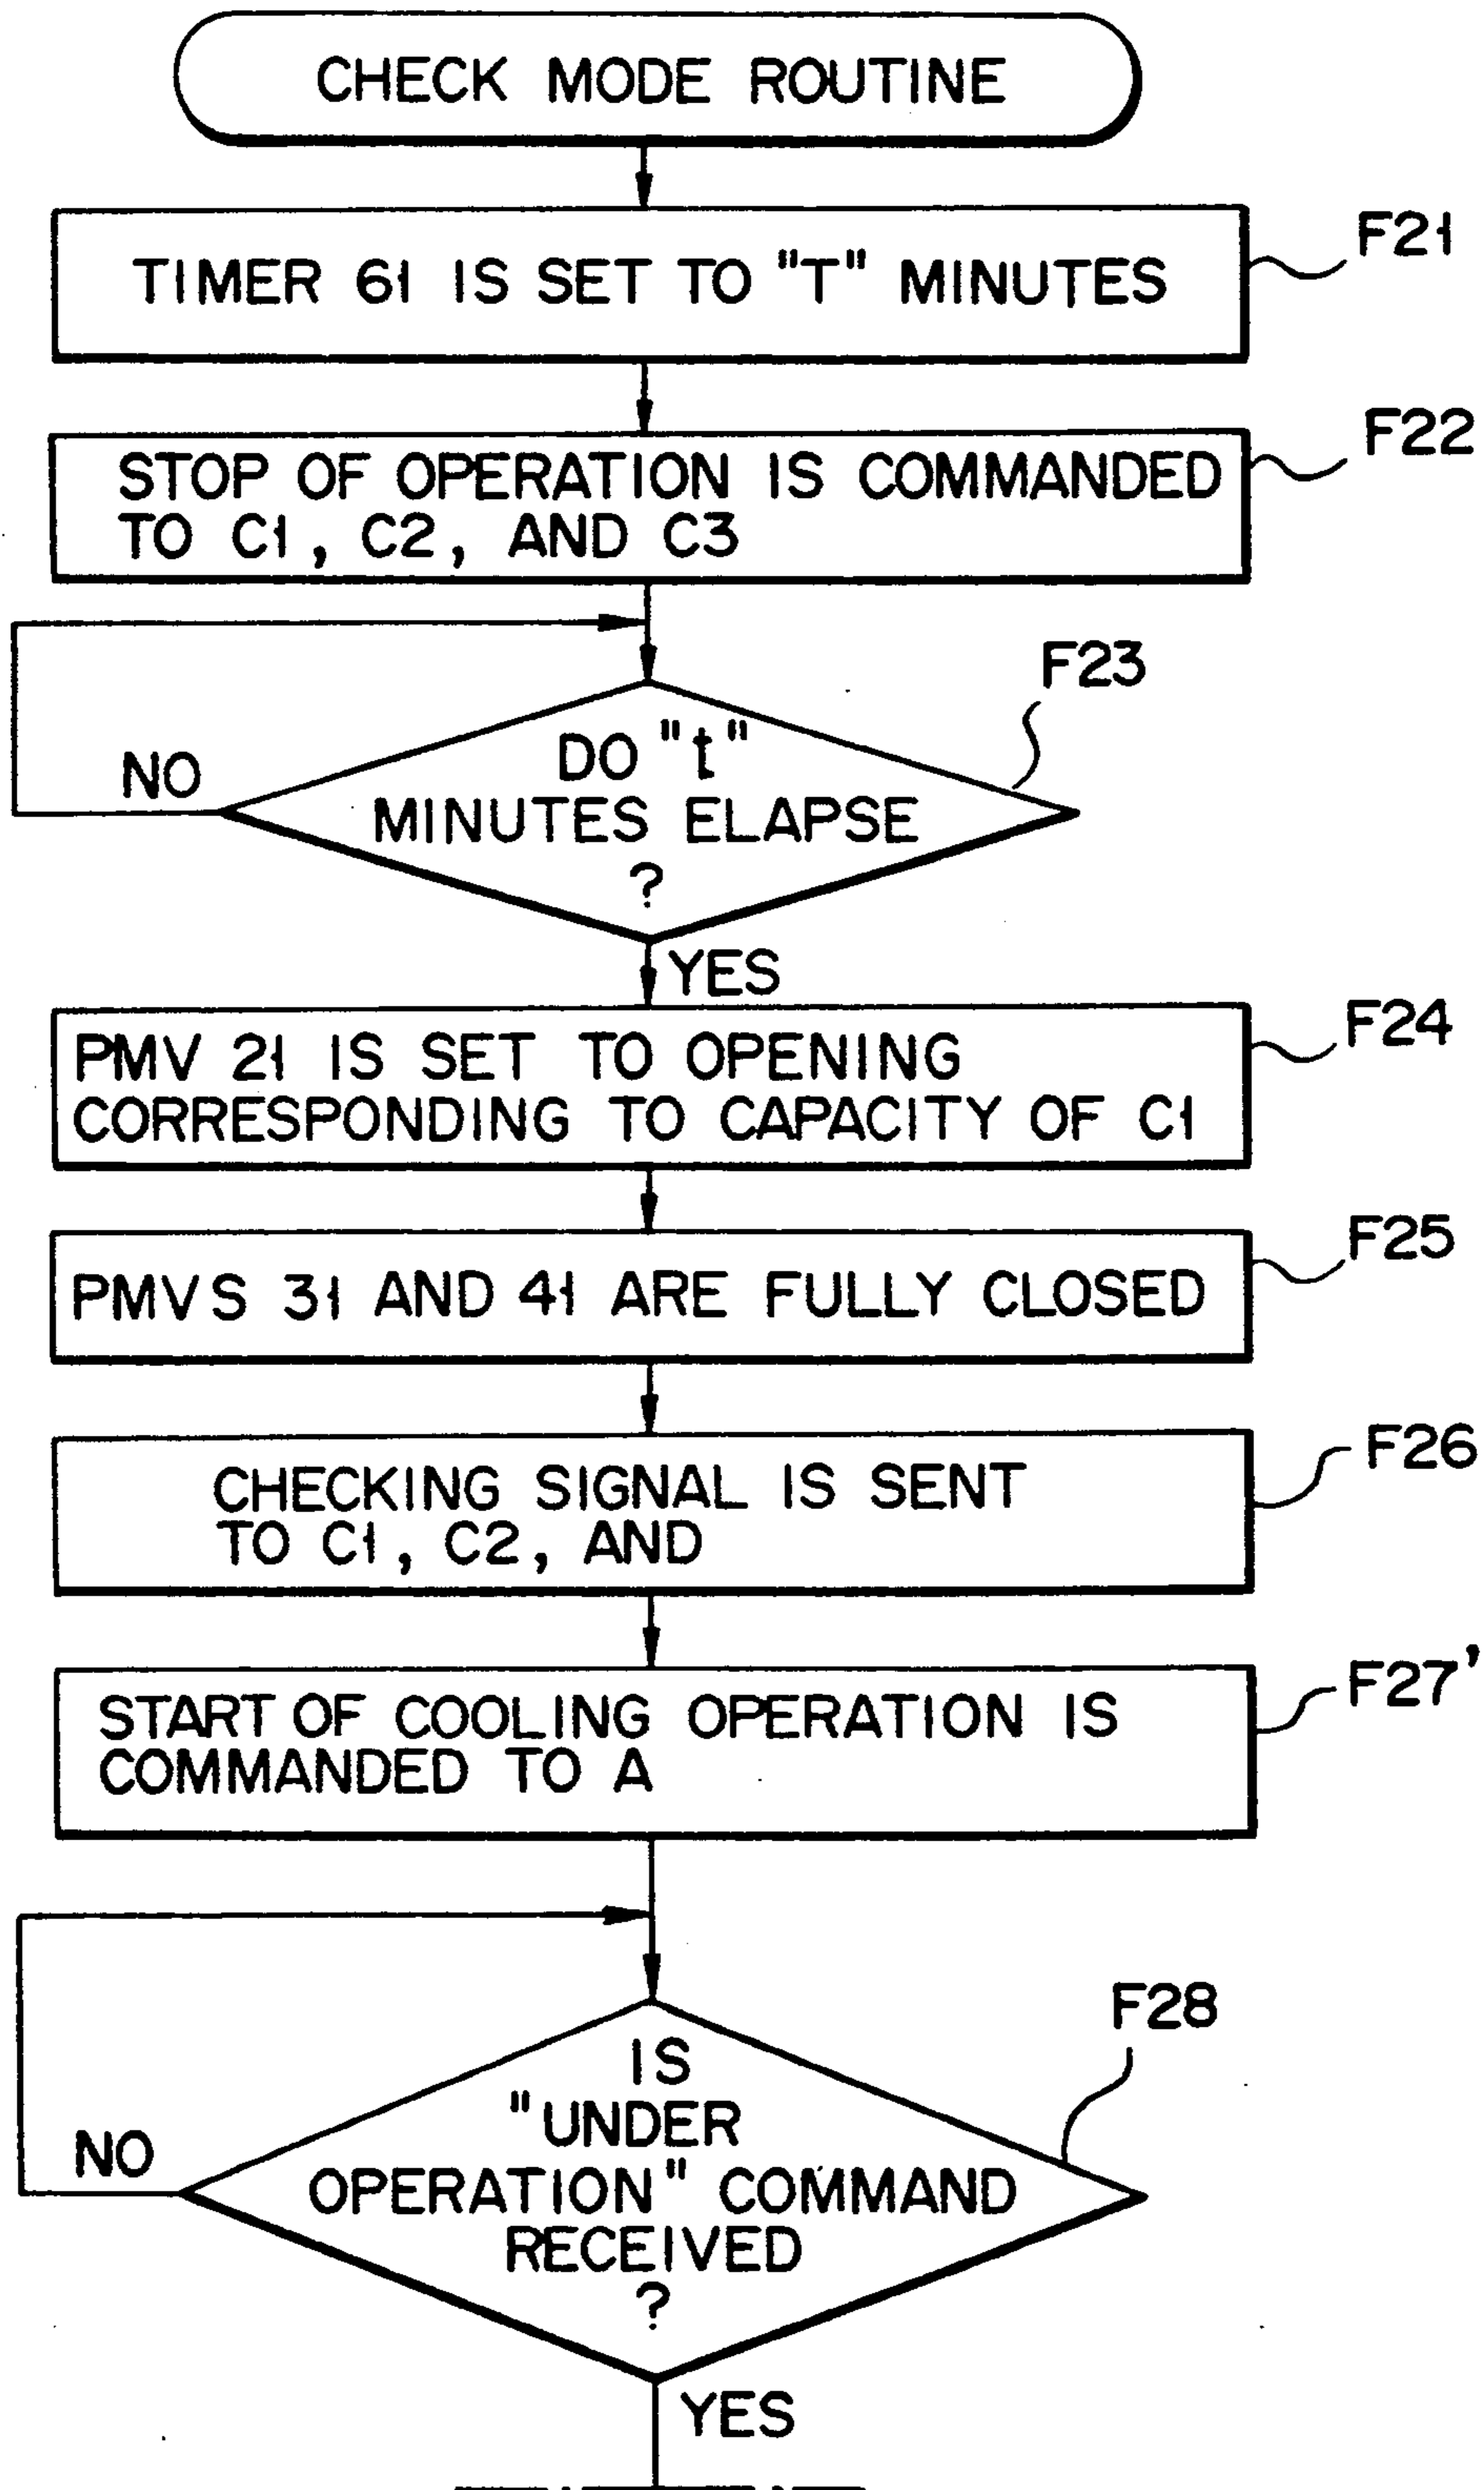 CHECK MODE ROUTINE
TIMER 61 IS SET TO "T" MINUTES
F21
STOP OF OPERATION IS COMMANDED
TO C1, C2, AND C3
F22
F23
DO "t"
MINUTES ELAPSE
?
NO
YES
PMV 21 IS SET TO OPENING
CORRESPONDING TO CAPACITY OF C1
F24
PMVS 31 AND 41 ARE FULLY CLOSED
F25
CHECKING SIGNAL IS SENT
TO C1, C2, AND
F26
START OF COOLING OPERATION IS
COMMANDED TO A
F27'
F28
IS
"UNDER
OPERATION" COMMAND
RECEIVED
?
NO
YES